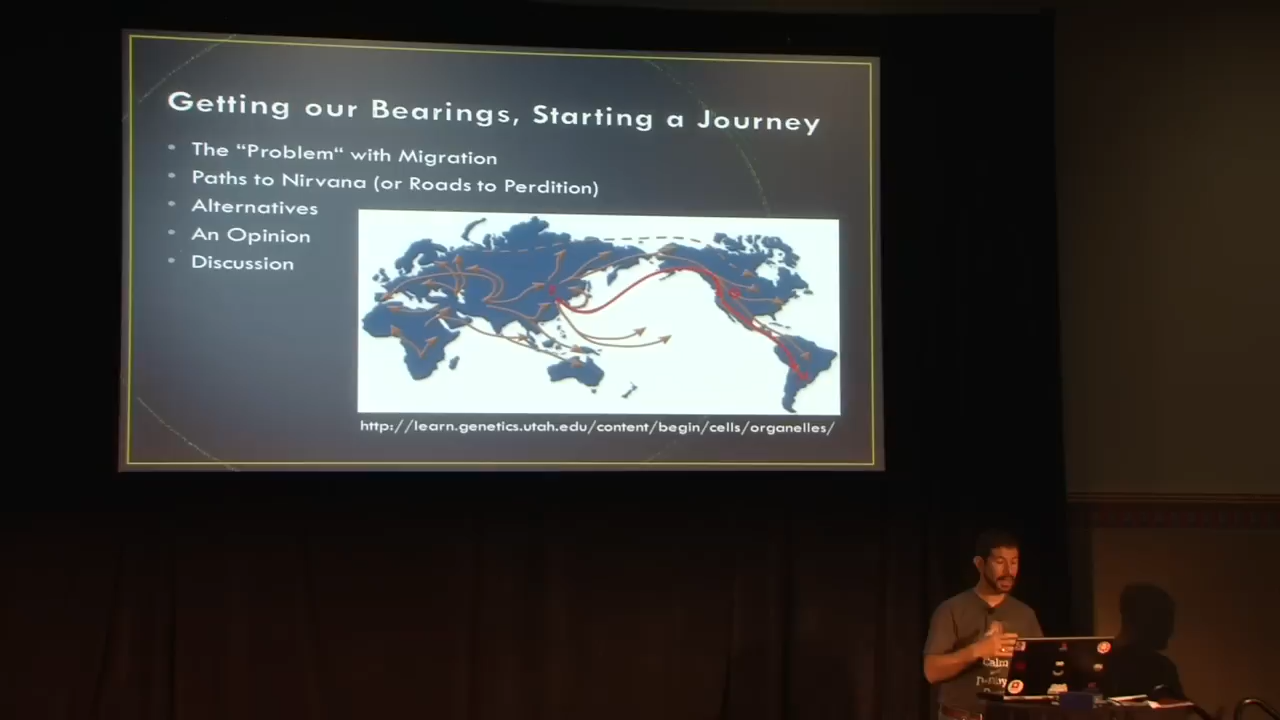 Getting our Bearings, Starting a Journey
• The “Problem“ with Migration
• Paths to Nirvana (or Roads to Perdition)
• Alternatives
• An Opinion
• Discussion
http://learn.genetics.utah.edu/content/begin/cells/organelles/
Calm